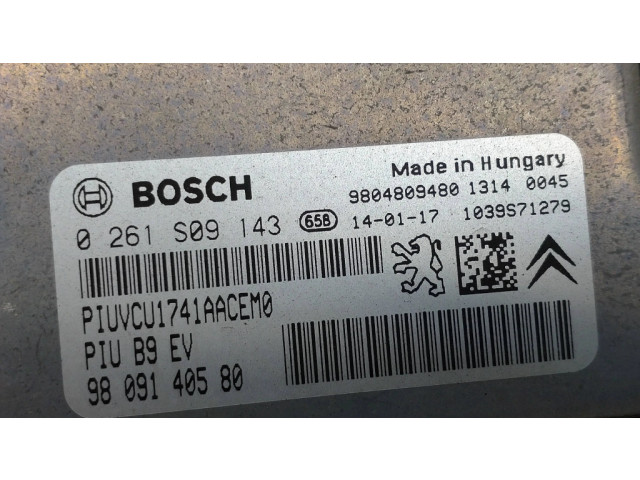 BOSCH
Made in Hungary
9804809480 1314 0045
0 261 S09 143 658 14-01-17 1039S71279
PIUVCU1741AACEM0
PIU B9 EV
98 091 405 80